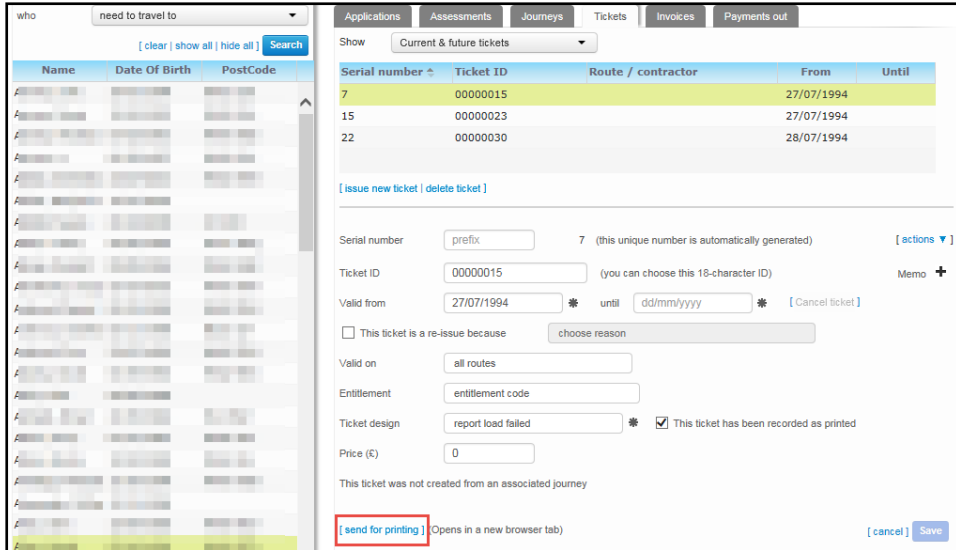 who need to travel to
[ clear | show all | hide all ] Search
Name Date Of Birth PostCode
Applications Assessments Journeys Tickets Invoices Payments out
Show Current & future tickets
Serial number Ticket ID Route / contractor From Until
7 00000015 27/07/1994
15 00000023 27/07/1994
22 00000030 28/07/1994
[ issue new ticket | delete ticket ]
Serial number prefix 7 (this unique number is automatically generated) [ actions ▼ ]
Ticket ID 00000015 (you can choose this 18-character ID) Memo +
Valid from 27/07/1994 * until dd/mm/yyyy * [ Cancel ticket ]
This ticket is a re-issue because choose reason
Valid on all routes
Entitlement entitlement code
Ticket design report load failed * This ticket has been recorded as printed
Price (£) 0
This ticket was not created from an associated journey
[ send for printing ] (Opens in a new browser tab) [ cancel ] Save